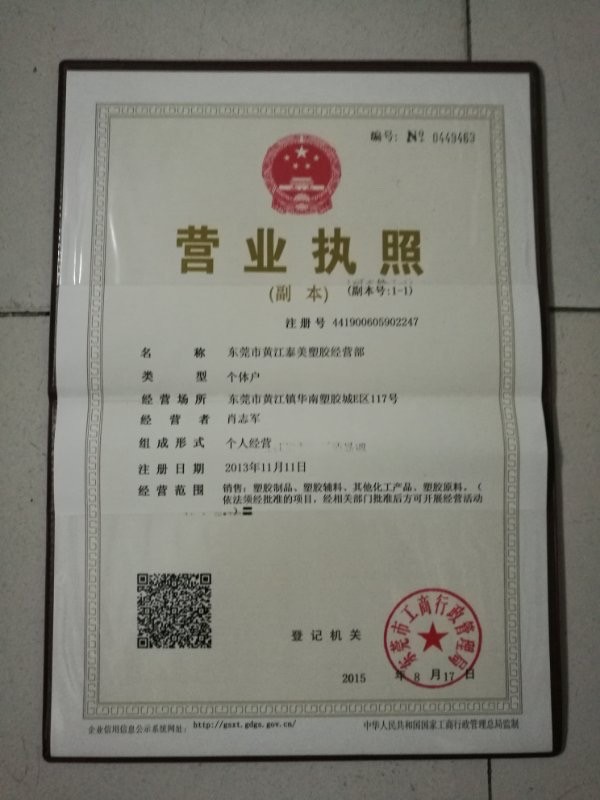 编号: № 0449463
营业执照
(副 本) (副本号:1-1)
注册号 441900605902247
名 称 东莞市黄江泰美塑胶经营部
类 型 个体户
经营场所 东莞市黄江镇华南塑胶城E区117号
经营者 肖志军
组成形式 个人经营
注册日期 2013年11月11日
经营范围 销售：塑胶制品、塑胶辅料、其他化工产品、塑胶原料。（
依法须经批准的项目，经相关部门批准后方可开展经营活动
）〓
东莞市工商行政管理局
登记机关
2015 年 8 月 17 日
企业信用信息公示系统网址: http://gsxt.gdgs.gov.cn/ 中华人民共和国国家工商行政管理总局监制